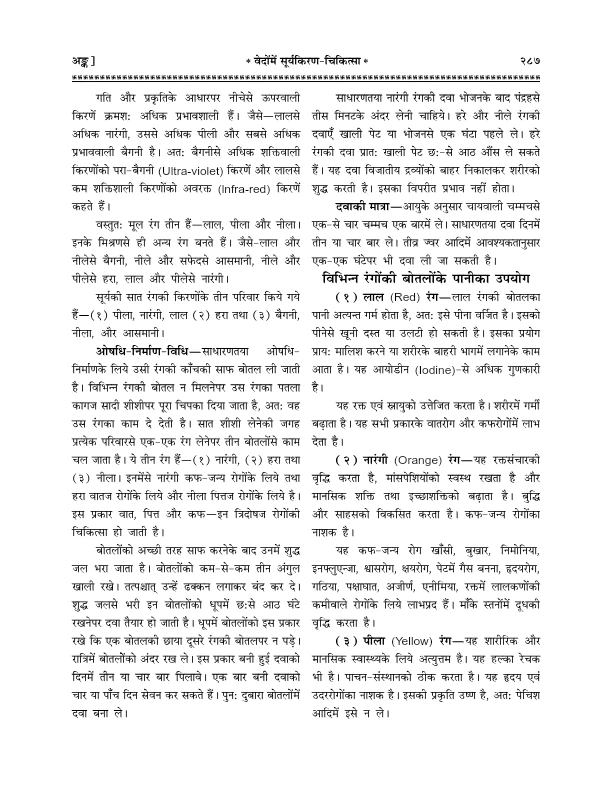 अङ्क ]
* वेदोंमें सूर्यकिरण-चिकित्सा *
२८७
गति और प्रकृतिके आधारपर नीचेसे ऊपरवाली
किरणें क्रमश: अधिक प्रभावशाली हैं। जैसे—लालसे
अधिक नारंगी, उससे अधिक पीली और सबसे अधिक
प्रभाववाली बैगनी है। अत: बैगनीसे अधिक शक्तिवाली
किरणोंको परा-बैगनी (Ultra-violet) किरणें और लालसे
कम शक्तिशाली किरणोंको अवरक्त (Infra-red) किरणें
कहते हैं।
वस्तुत: मूल रंग तीन हैं—लाल, पीला और नीला।
इनके मिश्रणसे ही अन्य रंग बनते हैं। जैसे-लाल और
नीलेसे बैगनी, नीले और सफेदसे आसमानी, नीले और
पीलेसे हरा, लाल और पीलेसे नारंगी।
सूर्यकी सात रंगकी किरणोंके तीन परिवार किये गये
हैं—(१) पीला, नारंगी, लाल (२) हरा तथा (३) बैगनी,
नीला, और आसमानी।
ओषधि-निर्माण-विधि—साधारणतया ओषधि-
निर्माणके लिये उसी रंगकी काँचकी साफ बोतल ली जाती
है। विभिन्न रंगकी बोतल न मिलनेपर उस रंगका पतला
कागज सादी शीशीपर पूरा चिपका दिया जाता है, अत: वह
उस रंगका काम दे देती है। सात शीशी लेनेकी जगह
प्रत्येक परिवारसे एक-एक रंग लेनेपर तीन बोतलोंसे काम
चल जाता है। ये तीन रंग हैं—(१) नारंगी, (२) हरा तथा
(३) नीला। इनमेंसे नारंगी कफ-जन्य रोगोंके लिये तथा
हरा वातज रोगोंके लिये और नीला पित्तज रोगोंके लिये है।
इस प्रकार वात, पित्त और कफ—इन त्रिदोषज रोगोंकी
चिकित्सा हो जाती है।
बोतलोंको अच्छी तरह साफ करनेके बाद उनमें शुद्ध
जल भरा जाता है। बोतलोंको कम-से-कम तीन अंगुल
खाली रखे। तत्पश्चात् उन्हें ढक्कन लगाकर बंद कर दे।
शुद्ध जलसे भरी इन बोतलोंको धूपमें छ:से आठ घंटे
रखनेपर दवा तैयार हो जाती है। धूपमें बोतलोंको इस प्रकार
रखे कि एक बोतलकी छाया दूसरे रंगकी बोतलपर न पड़े।
रात्रिमें बोतलोंको अंदर रख ले। इस प्रकार बनी हुई दवाको
दिनमें तीन या चार बार पिलावे। एक बार बनी दवाको
चार या पाँच दिन सेवन कर सकते हैं। पुन: दुबारा बोतलोंमें
दवा बना ले।
साधारणतया नारंगी रंगकी दवा भोजनके बाद पंद्रहसे
तीस मिनटके अंदर लेनी चाहिये। हरे और नीले रंगकी
दवाएँ खाली पेट या भोजनसे एक घंटा पहले ले। हरे
रंगकी दवा प्रात: खाली पेट छ:-से आठ औंस ले सकते
हैं। यह दवा विजातीय द्रव्योंको बाहर निकालकर शरीरको
शुद्ध करती है। इसका विपरीत प्रभाव नहीं होता।
दवाकी मात्रा—आयुके अनुसार चायवाली चम्मचसे
एक-से चार चम्मच एक बारमें ले। साधारणतया दवा दिनमें
तीन या चार बार ले। तीव्र ज्वर आदिमें आवश्यकतानुसार
एक-एक घंटेपर भी दवा ली जा सकती है।
विभिन्न रंगोंकी बोतलोंके पानीका उपयोग
(१) लाल (Red) रंग—लाल रंगकी बोतलका
पानी अत्यन्त गर्म होता है, अत: इसे पीना वर्जित है। इसको
पीनेसे खूनी दस्त या उलटी हो सकती है। इसका प्रयोग
प्राय: मालिश करने या शरीरके बाहरी भागमें लगानेके काम
आता है। यह आयोडीन (Iodine)-से अधिक गुणकारी
है।
यह रक्त एवं स्नायुको उत्तेजित करता है। शरीरमें गर्मी
बढ़ाता है। यह सभी प्रकारके वातरोग और कफरोगोंमें लाभ
देता है।
(२) नारंगी (Orange) रंग—यह रक्तसंचारकी
वृद्धि करता है, मांसपेशियोंको स्वस्थ रखता है और
मानसिक शक्ति तथा इच्छाशक्तिको बढ़ाता है। बुद्धि
और साहसको विकसित करता है। कफ-जन्य रोगोंका
नाशक है।
यह कफ-जन्य रोग खाँसी, बुखार, निमोनिया,
इनफ्लुएन्जा, श्वासरोग, क्षयरोग, पेटमें गैस बनना, हृदयरोग,
गठिया, पक्षाघात, अजीर्ण, एनीमिया, रक्तमें लालकणोंकी
कमीवाले रोगोंके लिये लाभप्रद हैं। माँके स्तनोंमें दूधकी
वृद्धि करता है।
(३) पीला (Yellow) रंग—यह शारीरिक और
मानसिक स्वास्थ्यके लिये अत्युत्तम है। यह हल्का रेचक
भी है। पाचन-संस्थानको ठीक करता है। यह हृदय एवं
उदररोगोंका नाशक है। इसकी प्रकृति उष्ण है, अत: पेचिश
आदिमें इसे न ले।